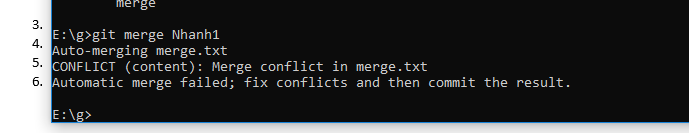 merge
3.
E:\g>git merge Nhanh1
4.
Auto-merging merge.txt
5.
CONFLICT (content): Merge conflict in merge.txt
6.
Automatic merge failed; fix conflicts and then commit the result.
E:\g>